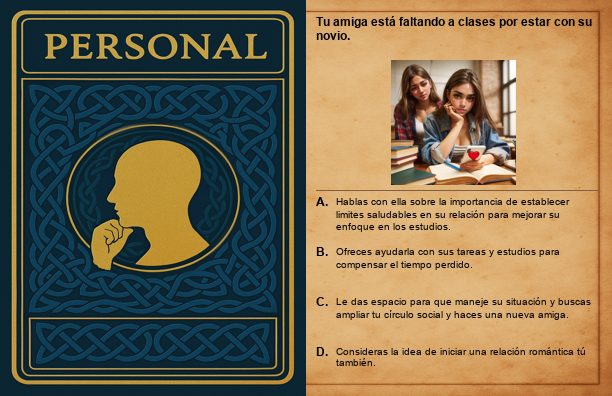 PERSONAL
Tu amiga está faltando a clases por estar con su
novio.
A. Hablas con ella sobre la importancia de establecer
limites saludables en su relación para mejorar su
enfoque en los estudios.
B. Ofreces ayudarla con sus tareas y estudios para
compensar el tiempo perdido.
C. Le das espacio para que maneje su situación y buscas
ampliar tu círculo social y haces una nueva amiga.
D. Consideras la idea de iniciar una relación romántica tú
también.